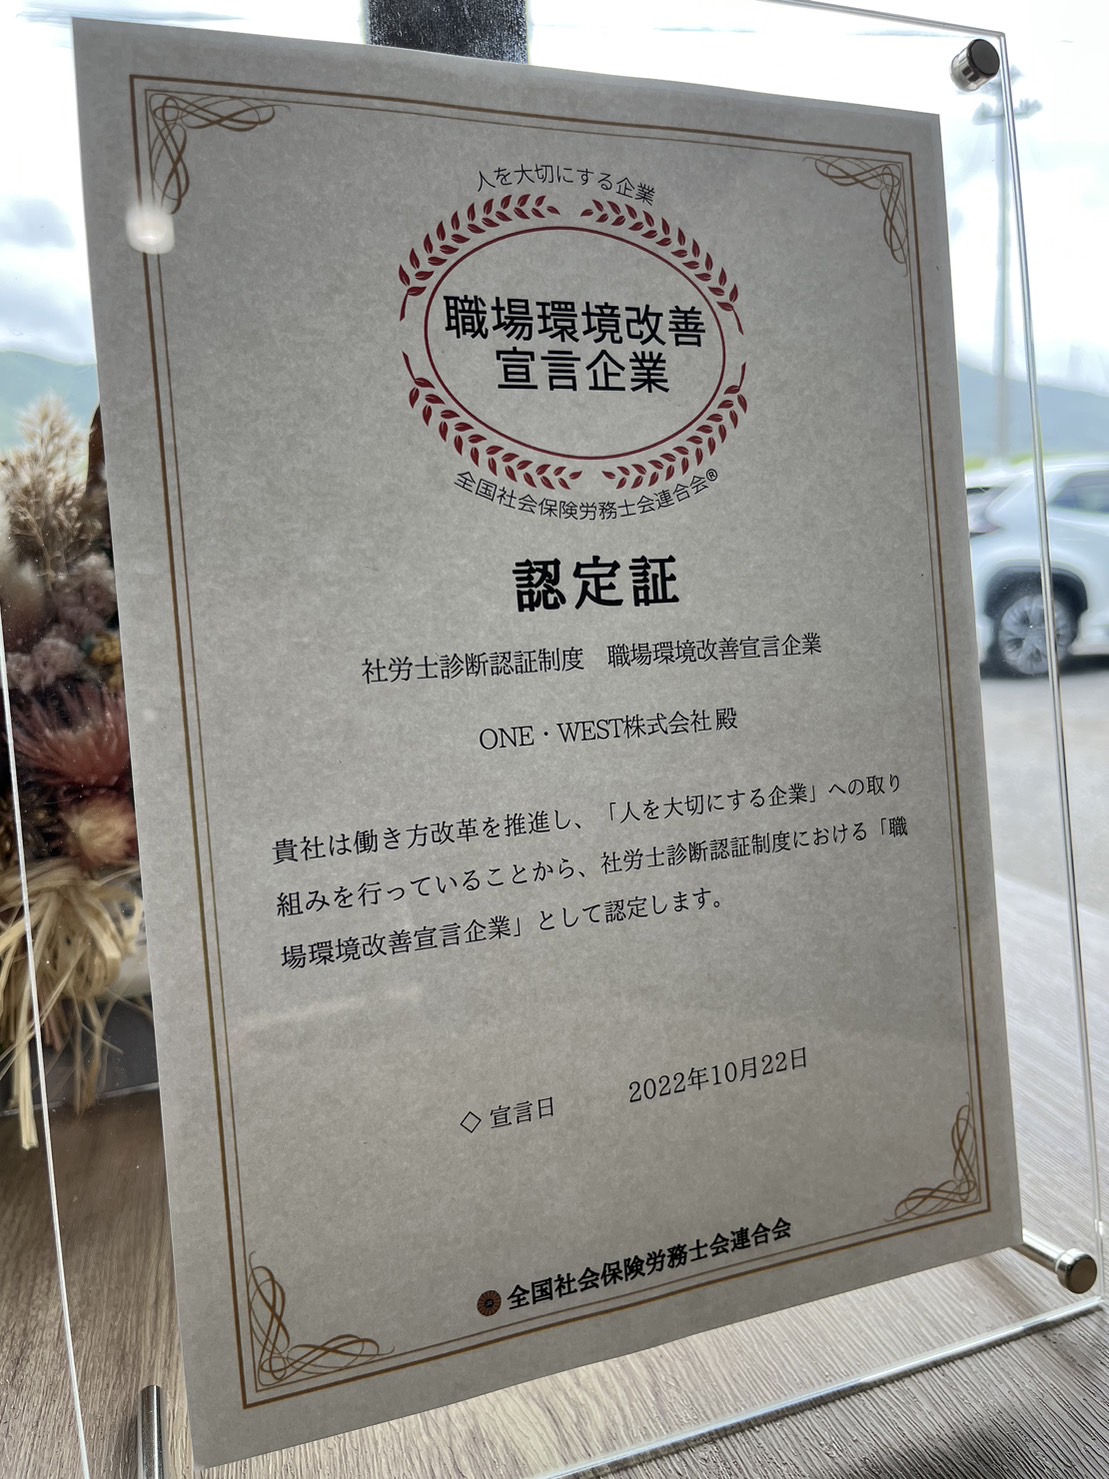 人を大切にする企業
職場環境改善
宣言企業
全国社会保険労務士会連合会®
認定証
社労士診断認証制度　職場環境改善宣言企業
ONE・WEST株式会社 殿
貴社は働き方改革を推進し、「人を大切にする企業」への取り
組みを行っていることから、社労士診断認証制度における「職
場環境改善宣言企業」として認定します。
◇ 宣言日　2022年10月22日
全国社会保険労務士会連合会